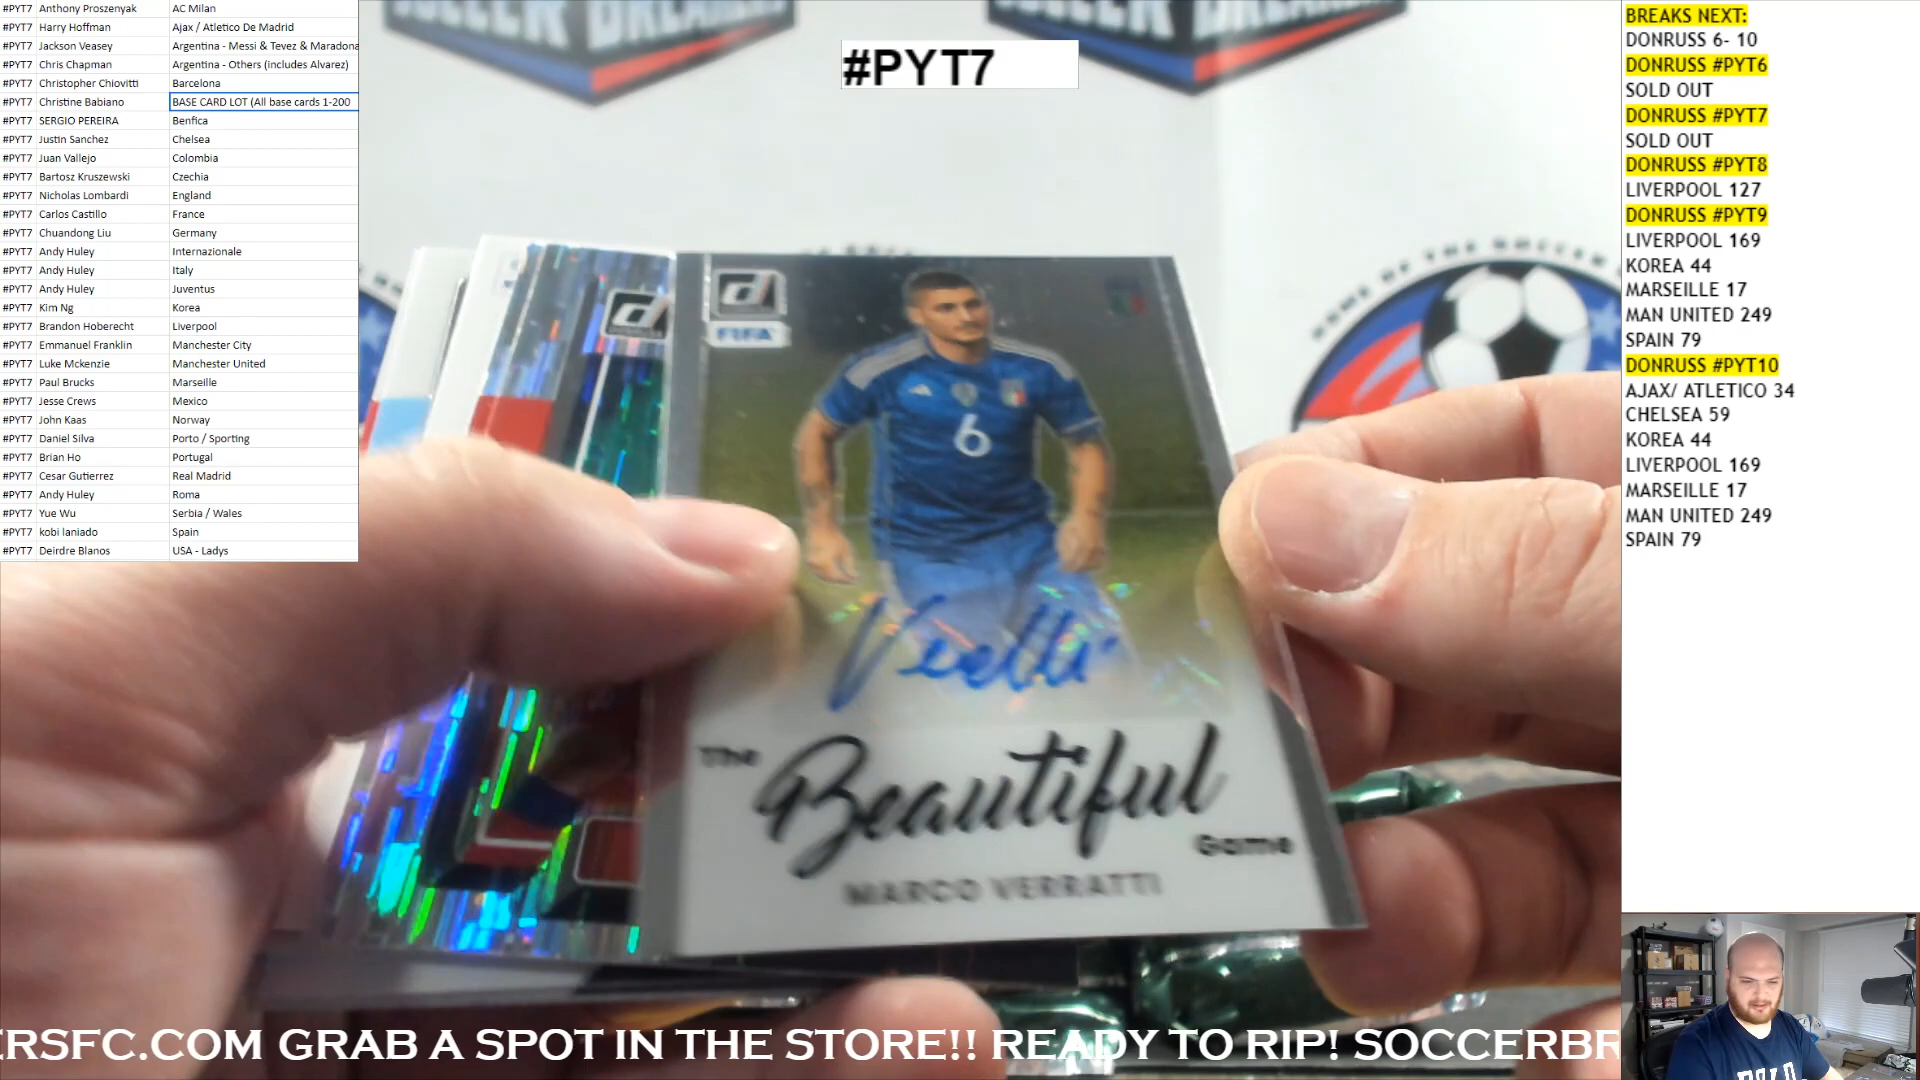 #PYT7 Anthony Proszenyak AC Milan
#PYT7 Harry Hoffman Ajax / Atletico De Madrid
#PYT7 Jackson Veasey Argentina - Messi & Tevez & Maradona
#PYT7 Chris Chapman Argentina - Others (includes Alvarez)
#PYT7 Christopher Chiovitti Barcelona
#PYT7 Christine Babiano BASE CARD LOT (All base cards 1-200
#PYT7 SERGIO PEREIRA Benfica
#PYT7 Justin Sanchez Chelsea
#PYT7 Juan Vallejo Colombia
#PYT7 Bartosz Kruszewski Czechia
#PYT7 Nicholas Lombardi England
#PYT7 Carlos Castillo France
#PYT7 Chuandong Liu Germany
#PYT7 Andy Huley Internazionale
#PYT7 Andy Huley Italy
#PYT7 Andy Huley Juventus
#PYT7 Kim Ng Korea
#PYT7 Brandon Hoberecht Liverpool
#PYT7 Emmanuel Franklin Manchester City
#PYT7 Luke Mckenzie Manchester United
#PYT7 Paul Brucks Marseille
#PYT7 Jesse Crews Mexico
#PYT7 John Kaas Norway
#PYT7 Daniel Silva Porto / Sporting
#PYT7 Brian Ho Portugal
#PYT7 Cesar Gutierrez Real Madrid
#PYT7 Andy Huley Roma
#PYT7 Yue Wu Serbia / Wales
#PYT7 kobi laniado Spain
#PYT7 Deirdre Blanos USA - Ladys
SOCCER BREAKERS
#PYT7
HOME OF THE SOCCER
FIFA
6
The
Beautiful
Game
MARCO VERRATTI
BREAKS NEXT:
DONRUSS 6- 10
DONRUSS #PYT6
SOLD OUT
DONRUSS #PYT7
SOLD OUT
DONRUSS #PYT8
LIVERPOOL 127
DONRUSS #PYT9
LIVERPOOL 169
KOREA 44
MARSEILLE 17
MAN UNITED 249
SPAIN 79
DONRUSS #PYT10
AJAX/ ATLETICO 34
CHELSEA 59
KOREA 44
LIVERPOOL 169
MARSEILLE 17
MAN UNITED 249
SPAIN 79
ERSFC.COM GRAB A SPOT IN THE STORE!! READY TO RIP! SOCCERBR